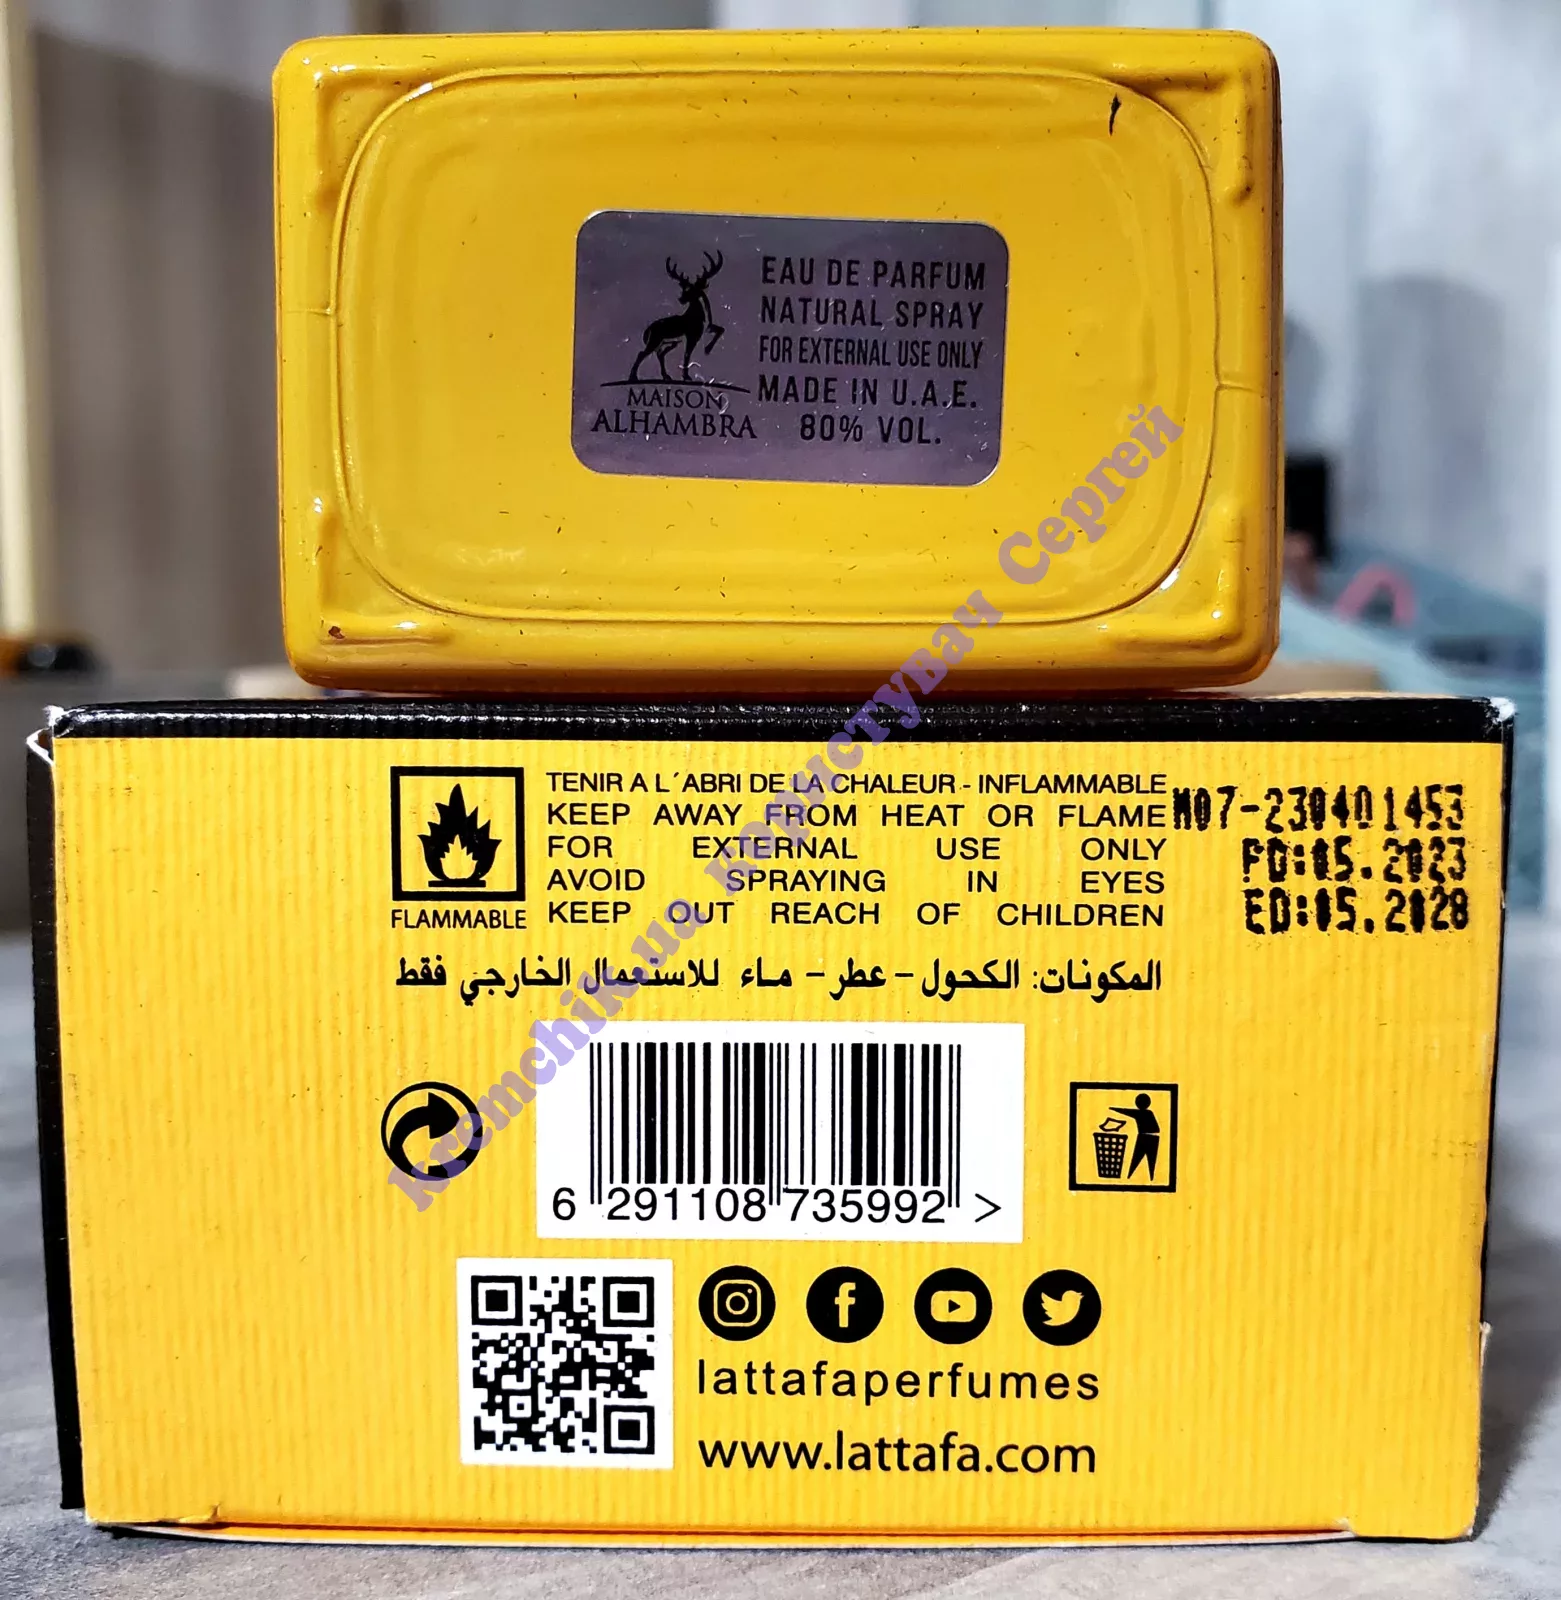 EAU DE PARFUM
NATURAL SPRAY
FOR EXTERNAL USE ONLY
MADE IN U.A.E.
80% VOL.
MAISON
ALHAMBRA
TENIR A L´ABRI DE LA CHALEUR - INFLAMMABLE
KEEP AWAY FROM HEAT OR FLAME
FOR EXTERNAL USE ONLY
AVOID SPRAYING IN EYES
KEEP OUT REACH OF CHILDREN
FLAMMABLE
M07-230401453
PD:05.2023
ED:05.2028
المكونات: الكحول - عطر - ماء للاستعمال الخارجي فقط
6 291108 735992 >
lattafaperfumes
www.lattafa.com
kremchik.ua користувач Сергей